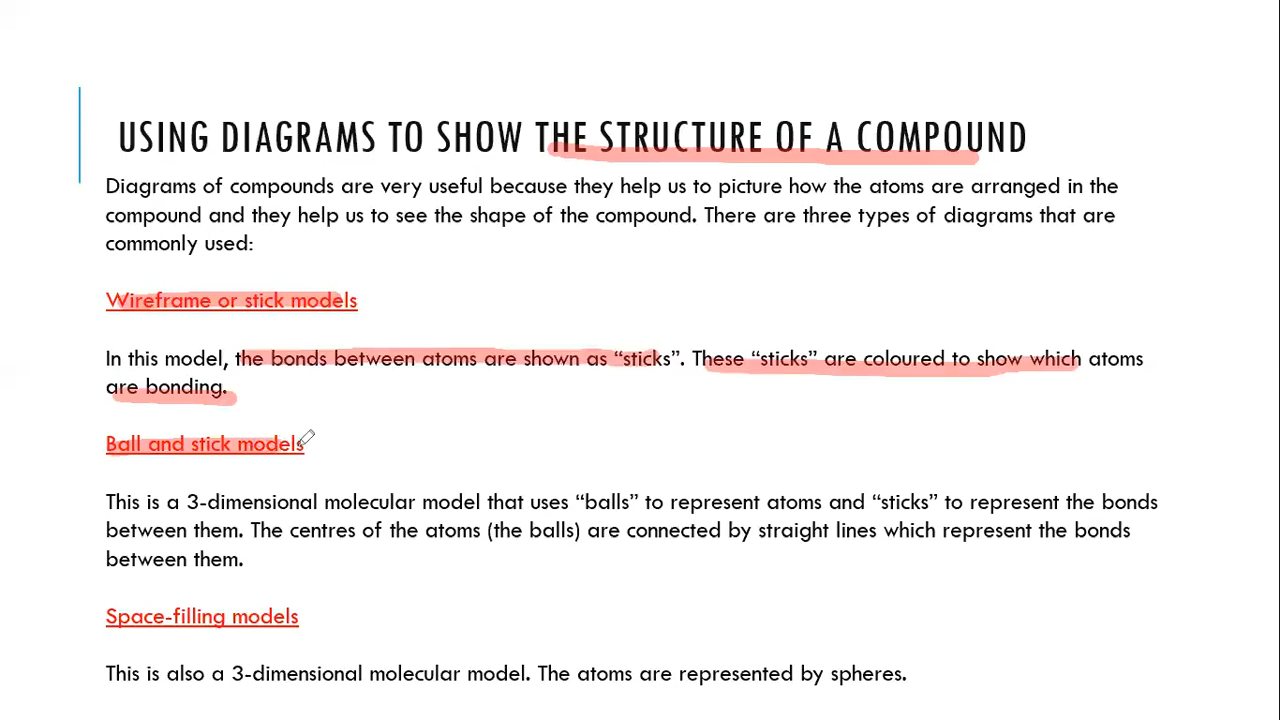 USING DIAGRAMS TO SHOW THE STRUCTURE OF A COMPOUND
Diagrams of compounds are very useful because they help us to picture how the atoms are arranged in the
compound and they help us to see the shape of the compound. There are three types of diagrams that are
commonly used:
Wireframe or stick models
In this model, the bonds between atoms are shown as “sticks”. These “sticks” are coloured to show which atoms
are bonding.
Ball and stick models
This is a 3-dimensional molecular model that uses “balls” to represent atoms and “sticks” to represent the bonds
between them. The centres of the atoms (the balls) are connected by straight lines which represent the bonds
between them.
Space-filling models
This is also a 3-dimensional molecular model. The atoms are represented by spheres.